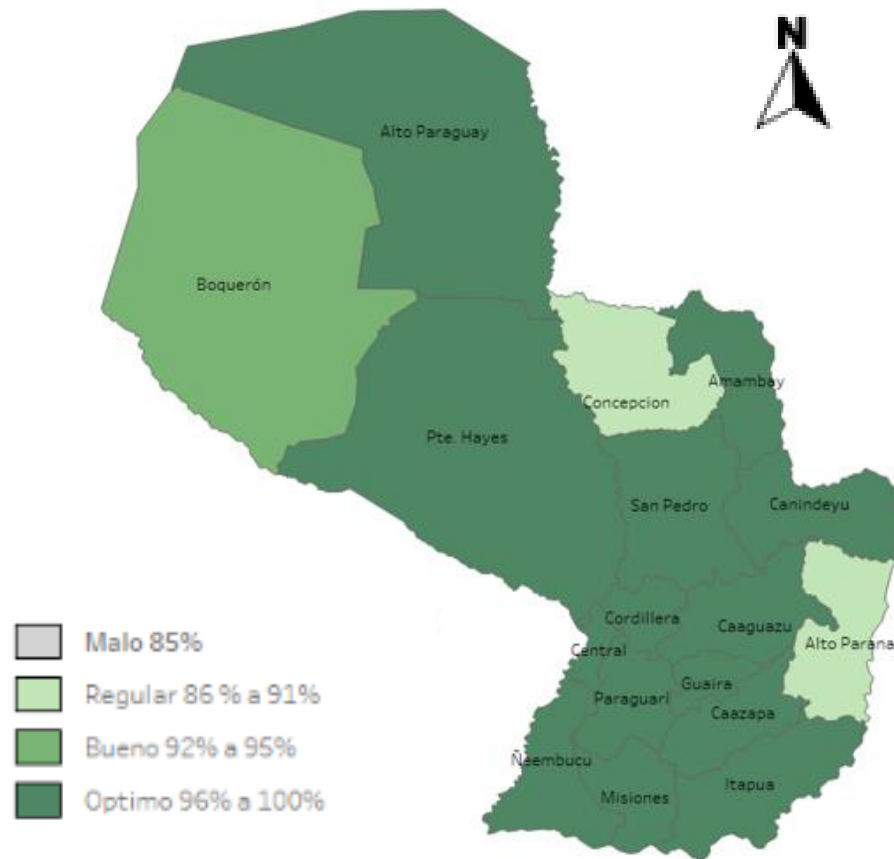 N
Alto Paraguay
Boquerón
Amambay
Concepcion
Pte. Hayes
San Pedro
Canindeyu
Cordillera
Caaguazu
Central
Alto Parana
Guaira
Paraguari
Caazapa
Ñeembucu
Itapua
Misiones
Malo 85%
Regular 86 % a 91%
Bueno 92% a 95%
Optimo 96% a 100%